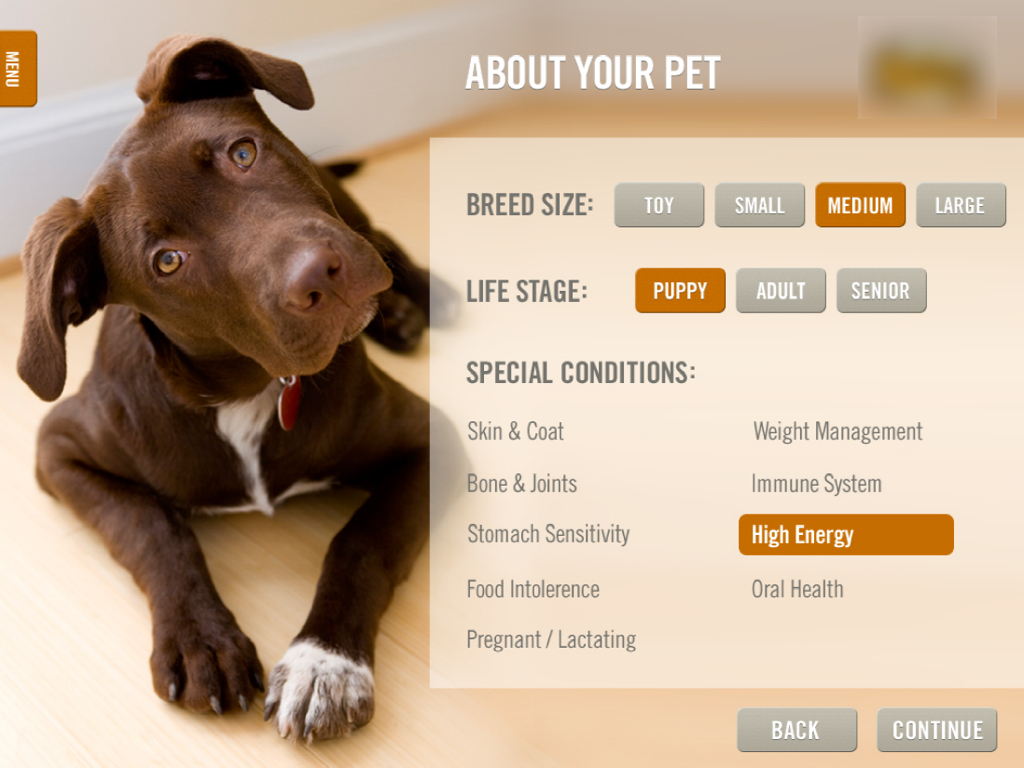 MENU
ABOUT YOUR PET
BREED SIZE: TOY SMALL MEDIUM LARGE
LIFE STAGE: PUPPY ADULT SENIOR
SPECIAL CONDITIONS:
Skin & Coat Weight Management
Bone & Joints Immune System
Stomach Sensitivity High Energy
Food Intolerence Oral Health
Pregnant / Lactating
BACK CONTINUE